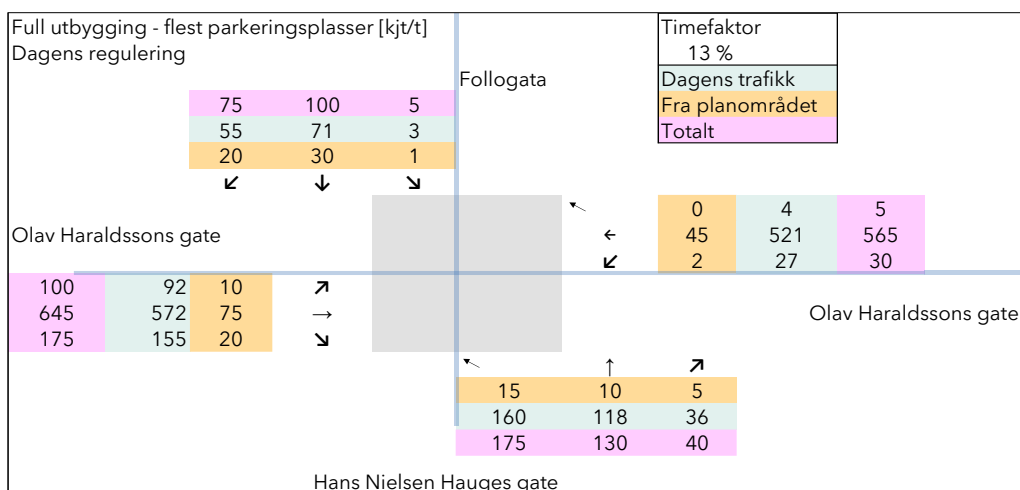 Full utbygging - flest parkeringsplasser [kjt/t]
Dagens regulering
Timefaktor
13 %
Dagens trafikk
Fra planområdet
Totalt
Follogata
75 100 5
55 71 3
20 30 1
↙ ↓ ↘
Olav Haraldssons gate
↖ 0 4 5
← 45 521 565
↙ 2 27 30
100 92 10 ↗
645 572 75 →
175 155 20 ↘
Olav Haraldssons gate
↖ ↑ ↗
15 10 5
160 118 36
175 130 40
Hans Nielsen Hauges gate